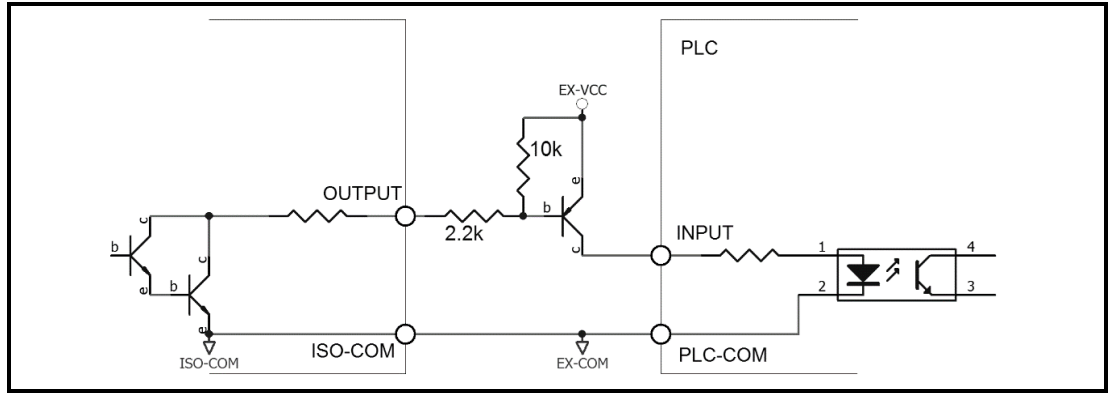 PLC
EX-VCC
10k
e
OUTPUT
b
2.2k
c
INPUT
c
b
e
c
b
e
1
2
4
3
ISO-COM
ISO-COM
EX-COM
PLC-COM